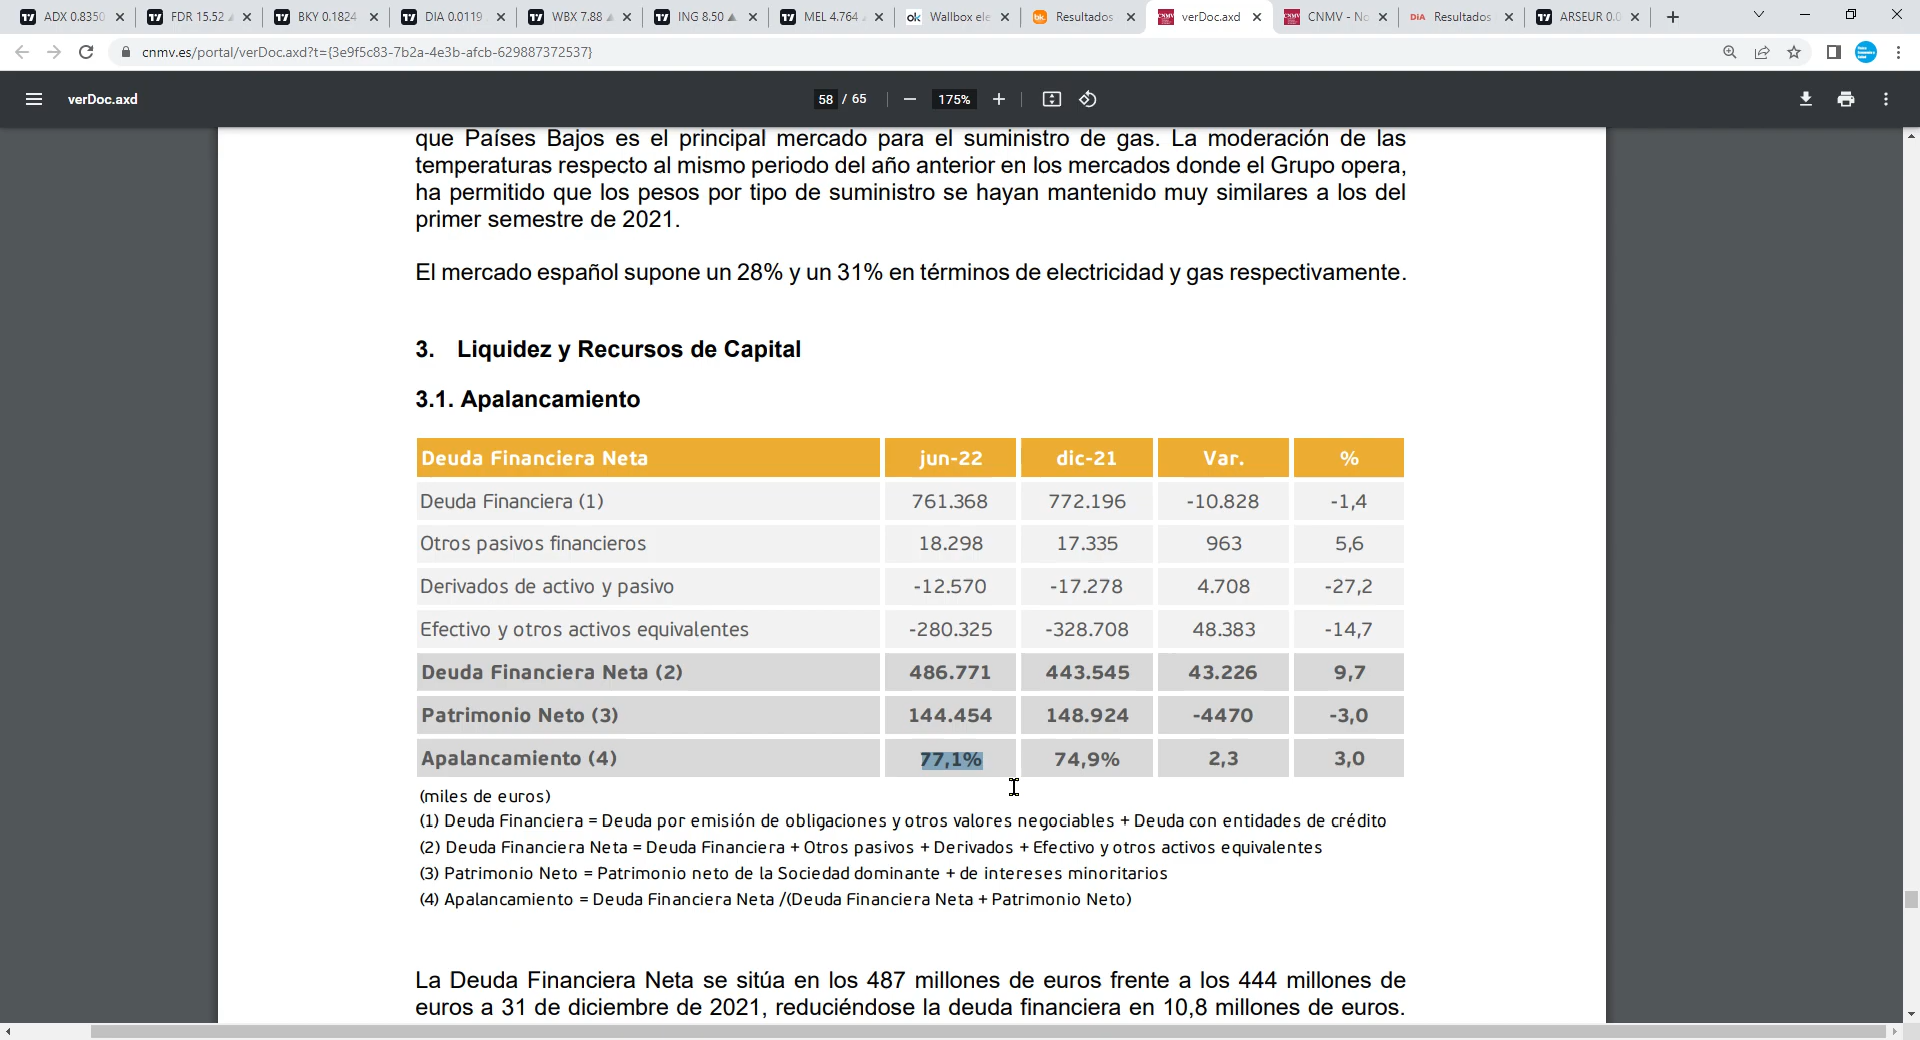 ADX 0.8350
FDR 15.52
BKY 0.1824
DIA 0.0119
WBX 7.88
ING 8.50
MEL 4.764
Wallbox ele
Resultados
verDoc.axd
CNMV - No
Resultados
ARSEUR 0.0
cnmv.es/portal/verDoc.axd?t={3e9f5c83-7b2a-4e3b-afcb-629887372537}
verDoc.axd
58 / 65
175%
que Países Bajos es el principal mercado para el suministro de gas. La moderación de las
temperaturas respecto al mismo periodo del año anterior en los mercados donde el Grupo opera,
ha permitido que los pesos por tipo de suministro se hayan mantenido muy similares a los del
primer semestre de 2021.
El mercado español supone un 28% y un 31% en términos de electricidad y gas respectivamente.
3. Liquidez y Recursos de Capital
3.1. Apalancamiento
Deuda Financiera Neta jun-22 dic-21 Var. %
Deuda Financiera (1) 761.368 772.196 -10.828 -1,4
Otros pasivos financieros 18.298 17.335 963 5,6
Derivados de activo y pasivo -12.570 -17.278 4.708 -27,2
Efectivo y otros activos equivalentes -280.325 -328.708 48.383 -14,7
Deuda Financiera Neta (2) 486.771 443.545 43.226 9,7
Patrimonio Neto (3) 144.454 148.924 -4470 -3,0
Apalancamiento (4) 77,1% 74,9% 2,3 3,0
(miles de euros)
(1) Deuda Financiera = Deuda por emisión de obligaciones y otros valores negociables + Deuda con entidades de crédito
(2) Deuda Financiera Neta = Deuda Financiera + Otros pasivos + Derivados + Efectivo y otros activos equivalentes
(3) Patrimonio Neto = Patrimonio neto de la Sociedad dominante + de intereses minoritarios
(4) Apalancamiento = Deuda Financiera Neta /(Deuda Financiera Neta + Patrimonio Neto)
La Deuda Financiera Neta se sitúa en los 487 millones de euros frente a los 444 millones de
euros a 31 de diciembre de 2021, reduciéndose la deuda financiera en 10,8 millones de euros.